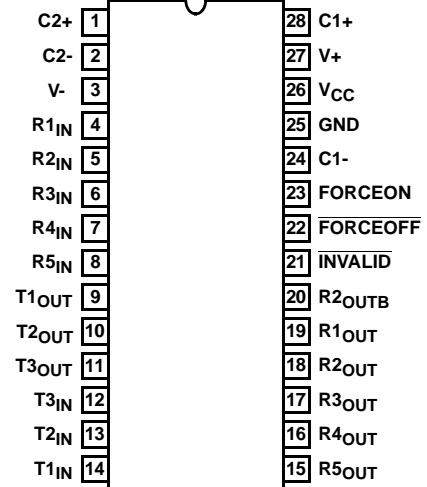 C2+ 1 28 C1+
C2- 2 27 V+
V- 3 26 VCC
R1IN 4 25 GND
R2IN 5 24 C1-
R3IN 6 23 FORCEON
R4IN 7 22 FORCEOFF
R5IN 8 21 INVALID
T1OUT 9 20 R2OUTB
T2OUT 10 19 R1OUT
T3OUT 11 18 R2OUT
T3IN 12 17 R3OUT
T2IN 13 16 R4OUT
T1IN 14 15 R5OUT